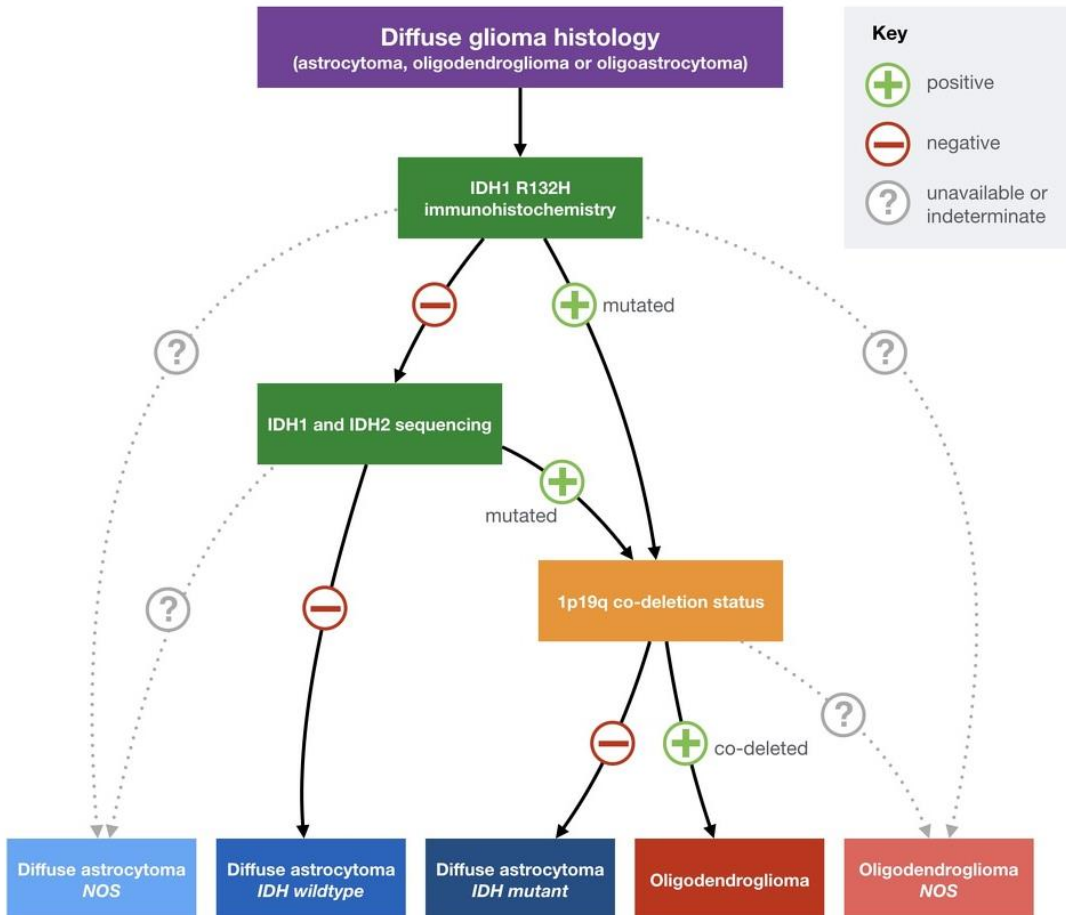 Diffuse glioma histology
(astrocytoma, oligodendroglioma or oligoastrocytoma)
Key
positive
negative
? unavailable or
indeterminate
IDH1 R132H
immunohistochemistry
mutated
?
?
IDH1 and IDH2 sequencing
mutated
1p19q co-deletion status
?
?
co-deleted
Diffuse astrocytoma
NOS
Diffuse astrocytoma
IDH wildtype
Diffuse astrocytoma
IDH mutant
Oligodendroglioma
Oligodendroglioma
NOS